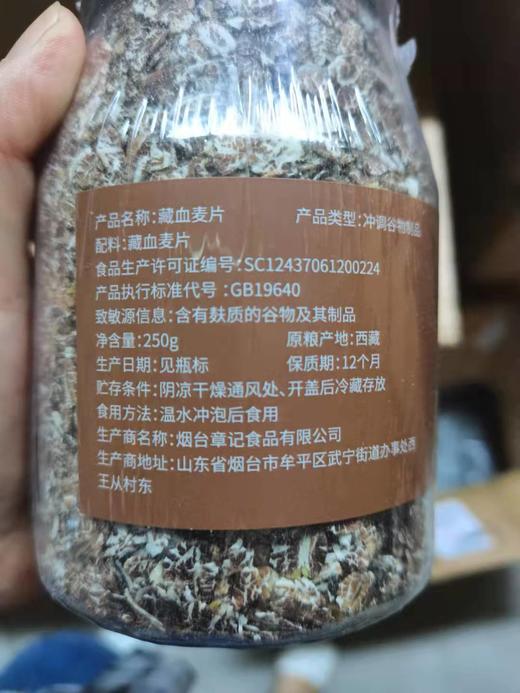 产品名称:藏血麦片 产品类型:冲调谷物制品
配料:藏血麦片
食品生产许可证编号:SC12437061200224
产品执行标准代号:GB19640
致敏源信息:含有麸质的谷物及其制品
净含量:250g 原粮产地:西藏
生产日期:见瓶标 保质期:12个月
贮存条件:阴凉干燥通风处、开盖后冷藏存放
食用方法:温水冲泡后食用
生产商名称:烟台章记食品有限公司
生产商地址:山东省烟台市牟平区武宁街道办事处西
王从村东